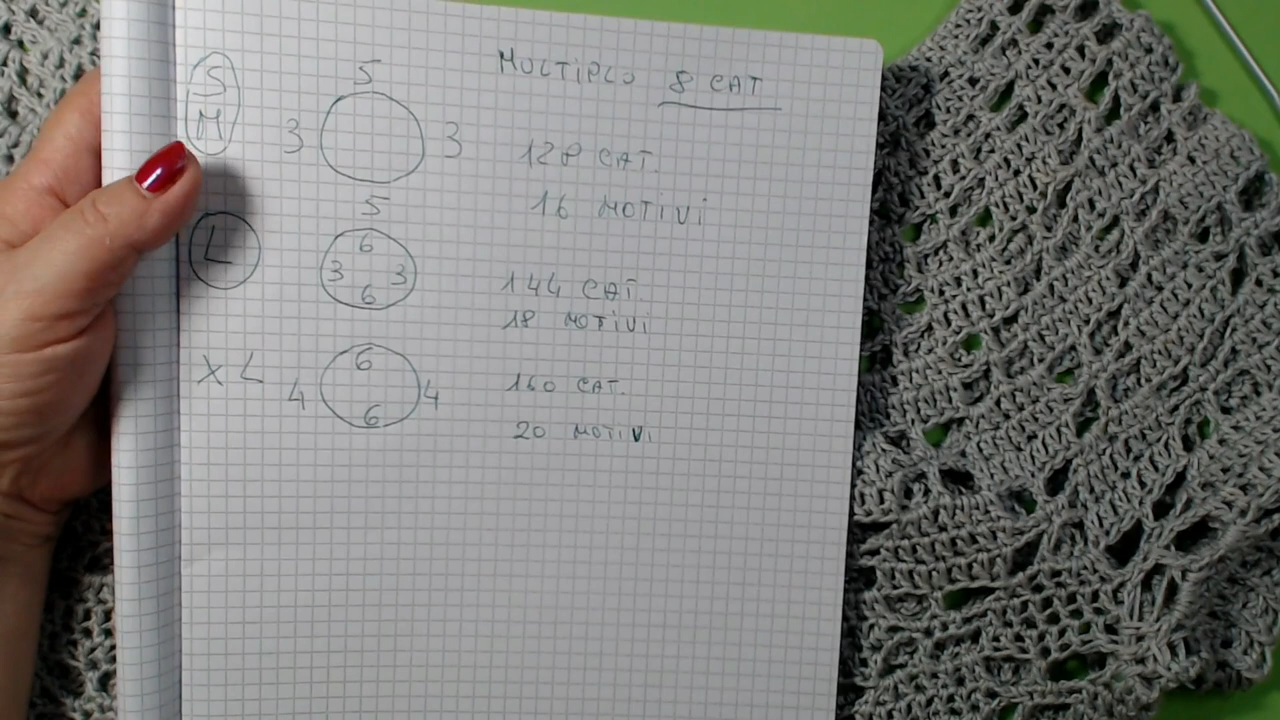 MULTIPLO 8 CAT
S
M
5
3 3
5
128 CAT.
16 MOTIVI
L
6
3 3
6
144 CAT.
18 MOTIVI
XL
6
4 4
6
160 CAT.
20 MOTIVI